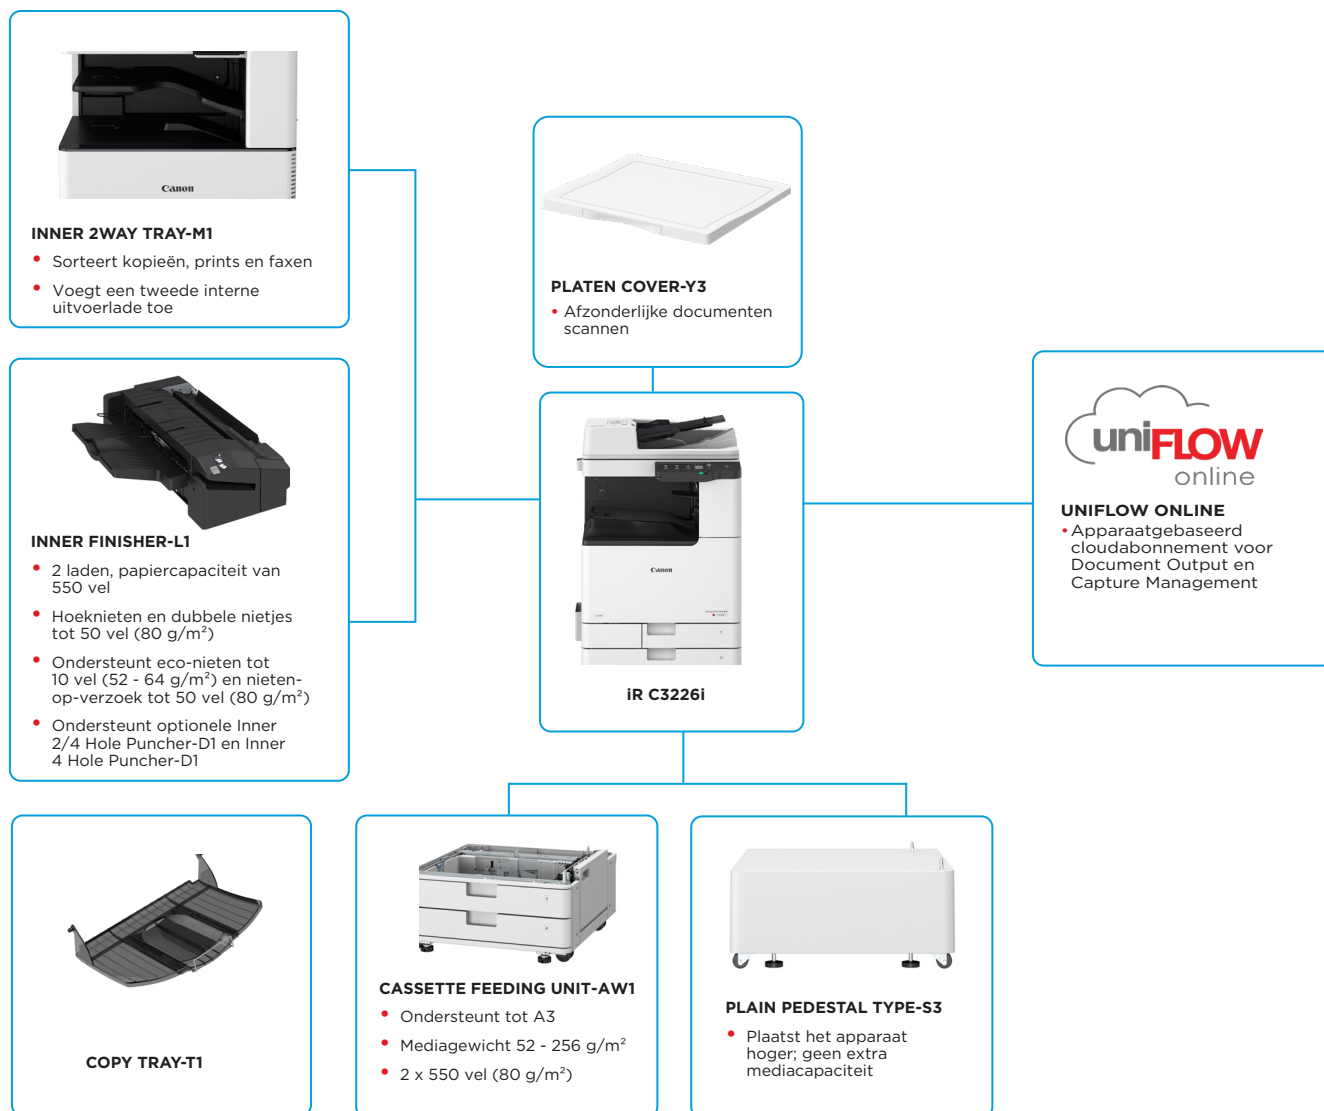 Canon
INNER 2WAY TRAY-M1
• Sorteert kopieën, prints en faxen
• Voegt een tweede interne
uitvoerlade toe
PLATEN COVER-Y3
• Afzonderlijke documenten
scannen
INNER FINISHER-L1
• 2 laden, papiercapaciteit van
550 vel
• Hoeknieten en dubbele nietjes
tot 50 vel (80 g/m²)
• Ondersteunt eco-nieten tot
10 vel (52 - 64 g/m²) en nieten-
op-verzoek tot 50 vel (80 g/m²)
• Ondersteunt optionele Inner
2/4 Hole Puncher-D1 en Inner
4 Hole Puncher-D1
Canon
iR C3226i
uniFLOW
online
UNIFLOW ONLINE
• Apparaatgebaseerd
cloudabonnement voor
Document Output en
Capture Management
COPY TRAY-T1
CASSETTE FEEDING UNIT-AW1
• Ondersteunt tot A3
• Mediagewicht 52 - 256 g/m²
• 2 x 550 vel (80 g/m²)
PLAIN PEDESTAL TYPE-S3
• Plaatst het apparaat
hoger; geen extra
mediacapaciteit